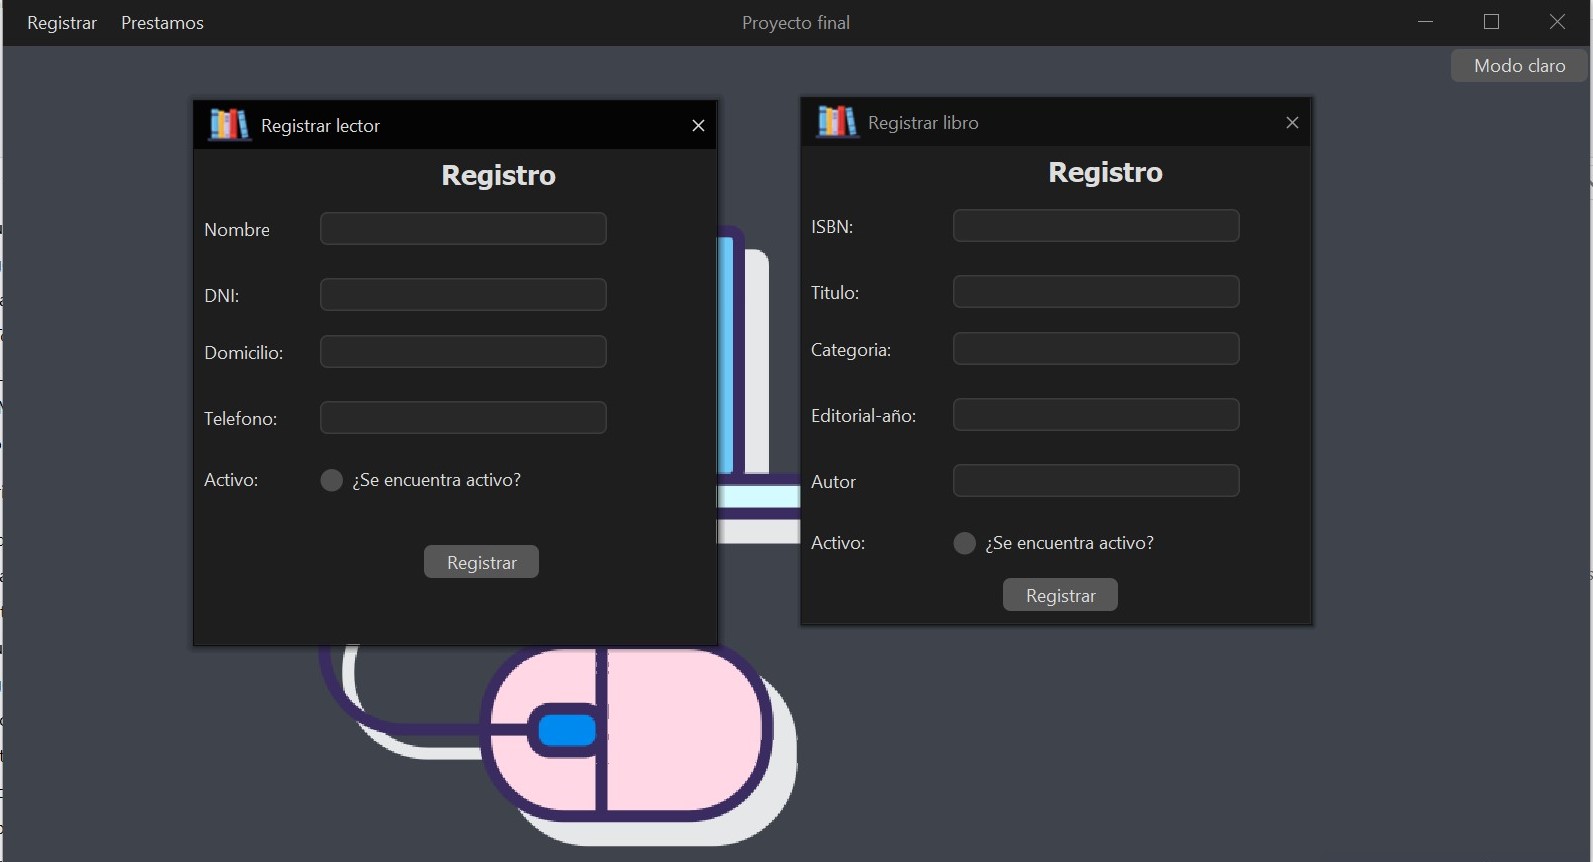 Registrar Prestamos Proyecto final
Modo claro
Registrar lector
Registro
Nombre
DNI:
Domicilio:
Telefono:
Activo: ¿Se encuentra activo?
Registrar
Registrar libro
Registro
ISBN:
Titulo:
Categoria:
Editorial-año:
Autor
Activo: ¿Se encuentra activo?
Registrar